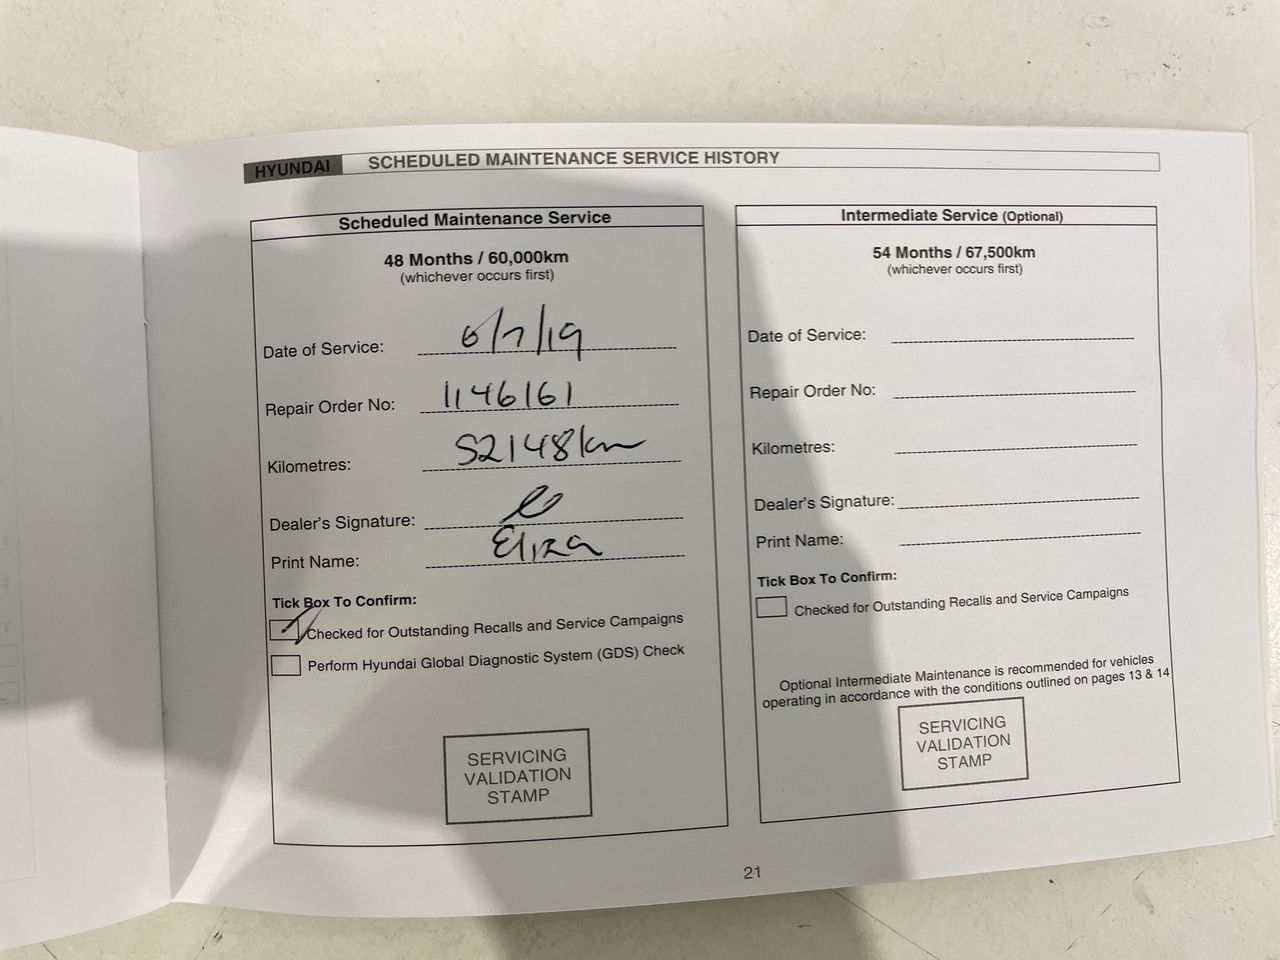 HYUNDAI SCHEDULED MAINTENANCE SERVICE HISTORY
Scheduled Maintenance Service
48 Months / 60,000km
(whichever occurs first)
Date of Service: 6/7/19
Repair Order No: 1146161
Kilometres: 52148km
Dealer's Signature:
Print Name: Eliza
Tick Box To Confirm:
Checked for Outstanding Recalls and Service Campaigns
Perform Hyundai Global Diagnostic System (GDS) Check
SERVICING
VALIDATION
STAMP
Intermediate Service (Optional)
54 Months / 67,500km
(whichever occurs first)
Date of Service:
Repair Order No:
Kilometres:
Dealer's Signature:
Print Name:
Tick Box To Confirm:
Checked for Outstanding Recalls and Service Campaigns
Optional Intermediate Maintenance is recommended for vehicles
operating in accordance with the conditions outlined on pages 13 & 14
SERVICING
VALIDATION
STAMP
21